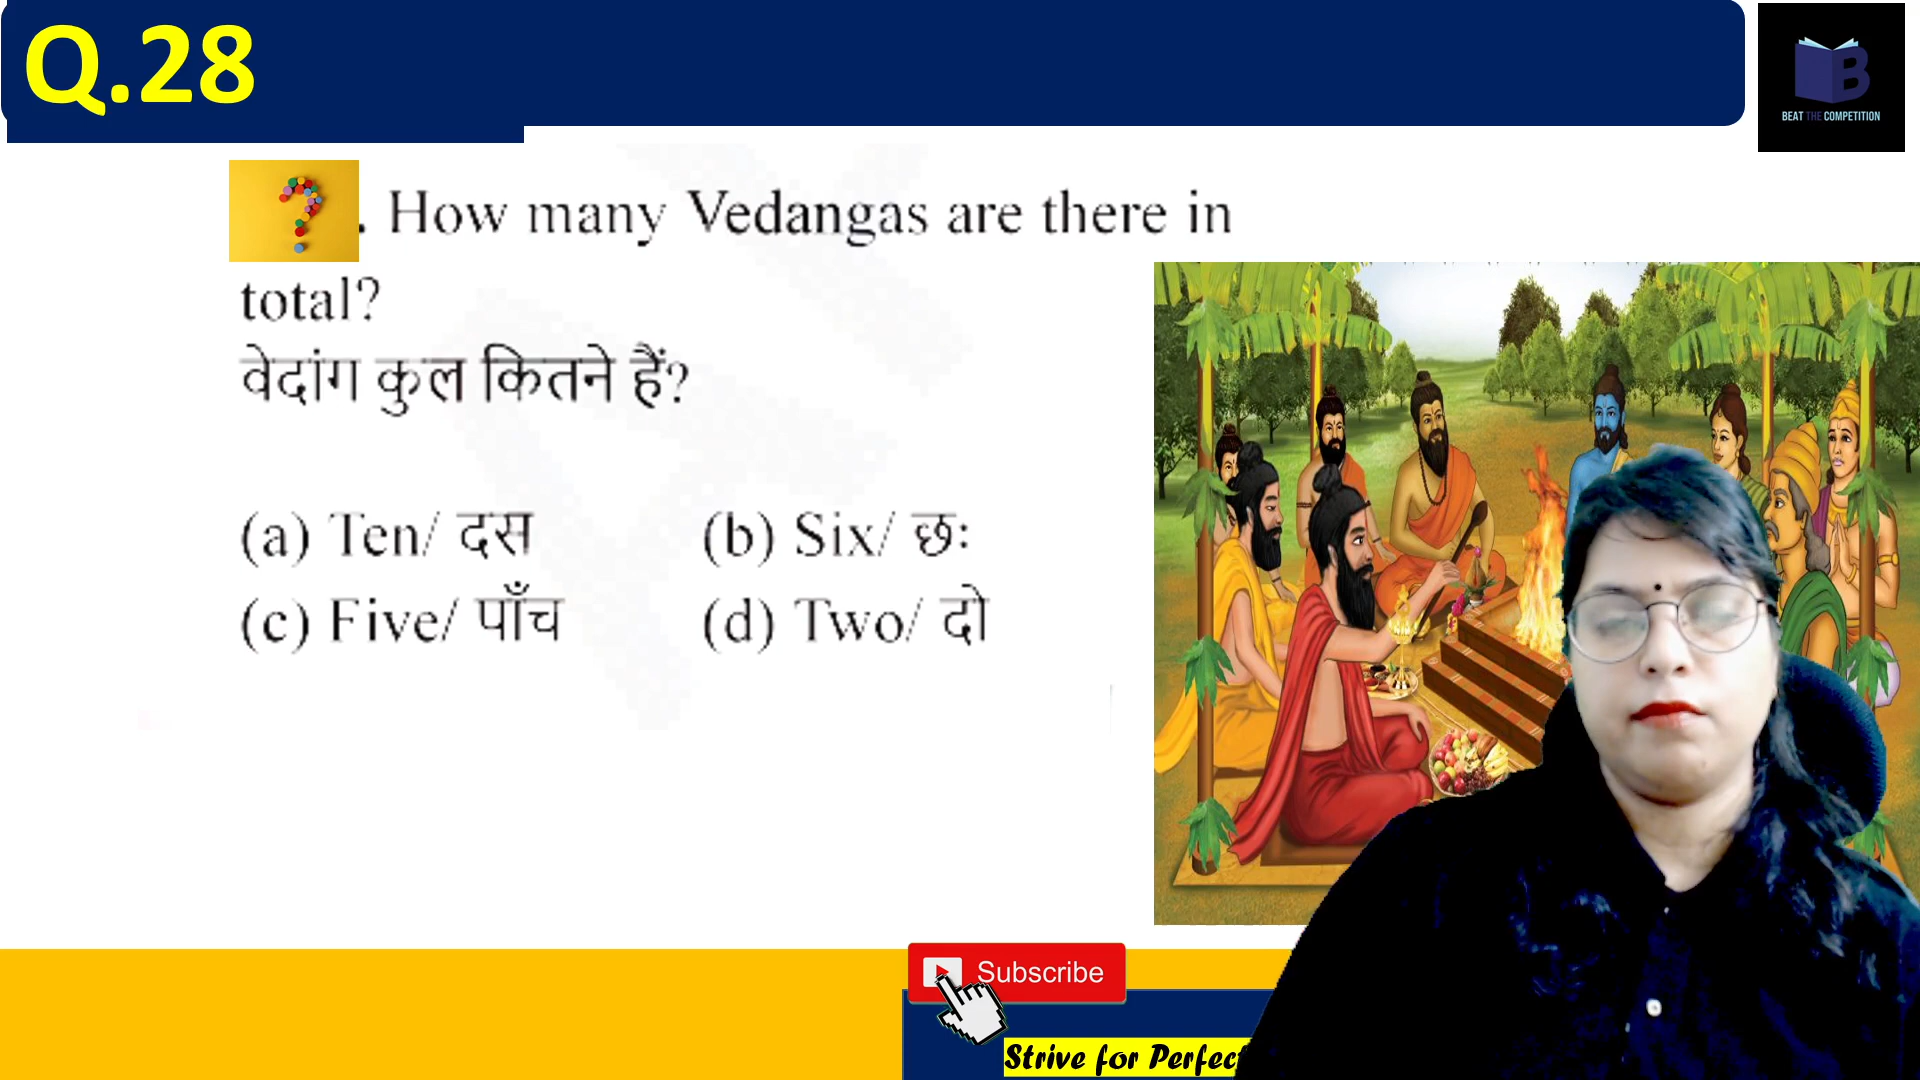 Q.28
BEAT THE COMPETITION
. How many Vedangas are there in
total?
वेदांग कुल कितने हैं?
(a) Ten/ दस (b) Six/ छः
(c) Five/ पाँच (d) Two/ दो
Subscribe
Strive for Perfect